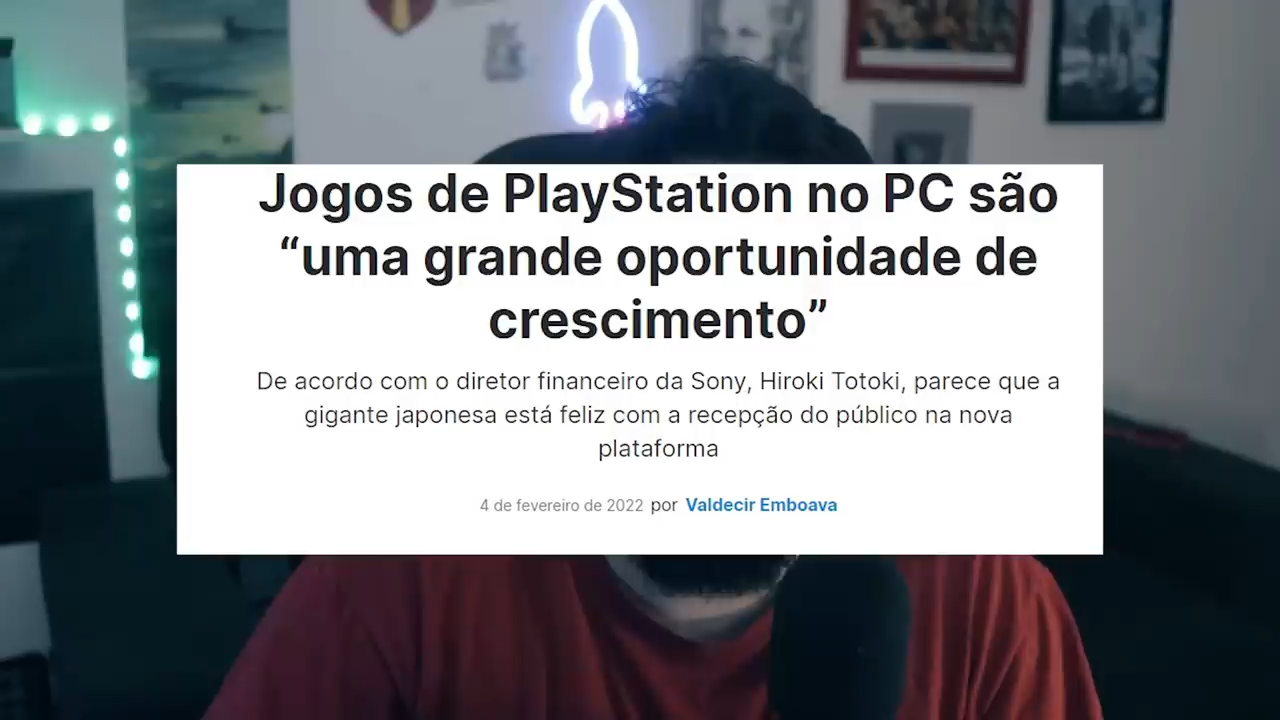 Jogos de PlayStation no PC são
“uma grande oportunidade de
crescimento”
De acordo com o diretor financeiro da Sony, Hiroki Totoki, parece que a
gigante japonesa está feliz com a recepção do público na nova
plataforma
4 de fevereiro de 2022 por Valdecir Emboava